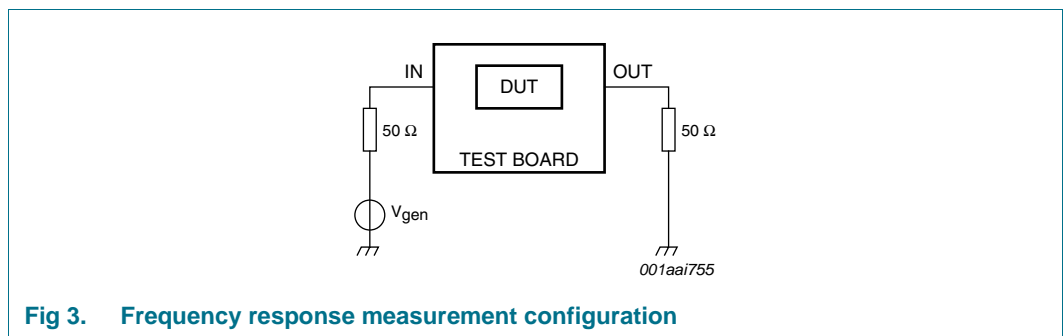 IN
OUT
DUT
50 Ω
50 Ω
TEST BOARD
Vgen
001aai755
Fig 3. Frequency response measurement configuration